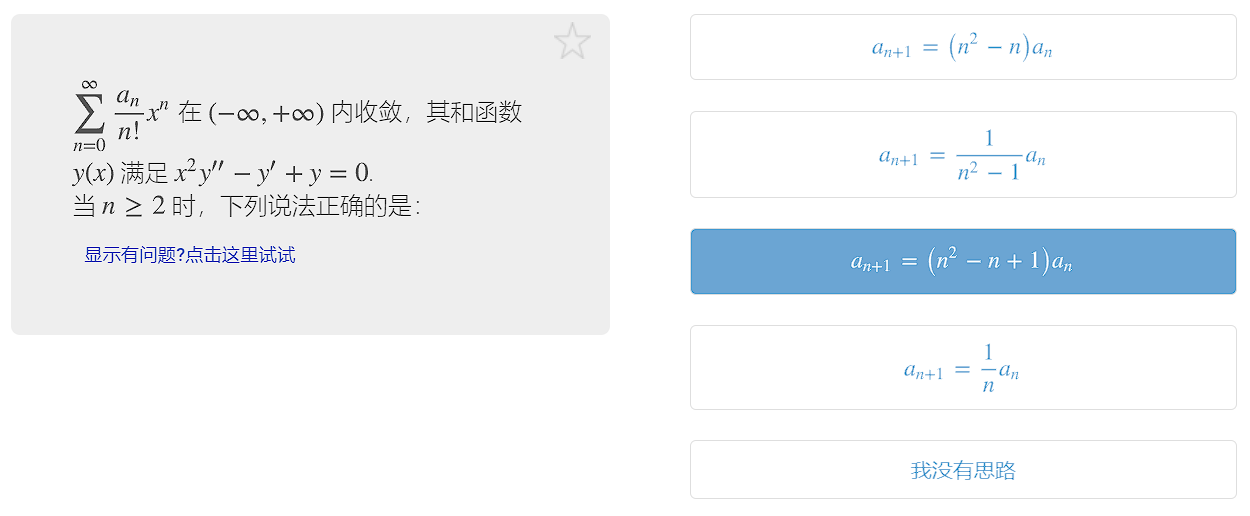 $\sum_{n=0}^{\infty} \frac{a_n}{n!} x^n$ 在 $(-\infty, +\infty)$ 内收敛，其和函数
$y(x)$ 满足 $x^2 y'' - y' + y = 0$.
当 $n \geq 2$ 时，下列说法正确的是：
显示有问题?点击这里试试
$a_{n+1} = (n^2 - n)a_n$
$a_{n+1} = \frac{1}{n^2 - 1} a_n$
$a_{n+1} = (n^2 - n + 1)a_n$
$a_{n+1} = \frac{1}{n} a_n$
我没有思路